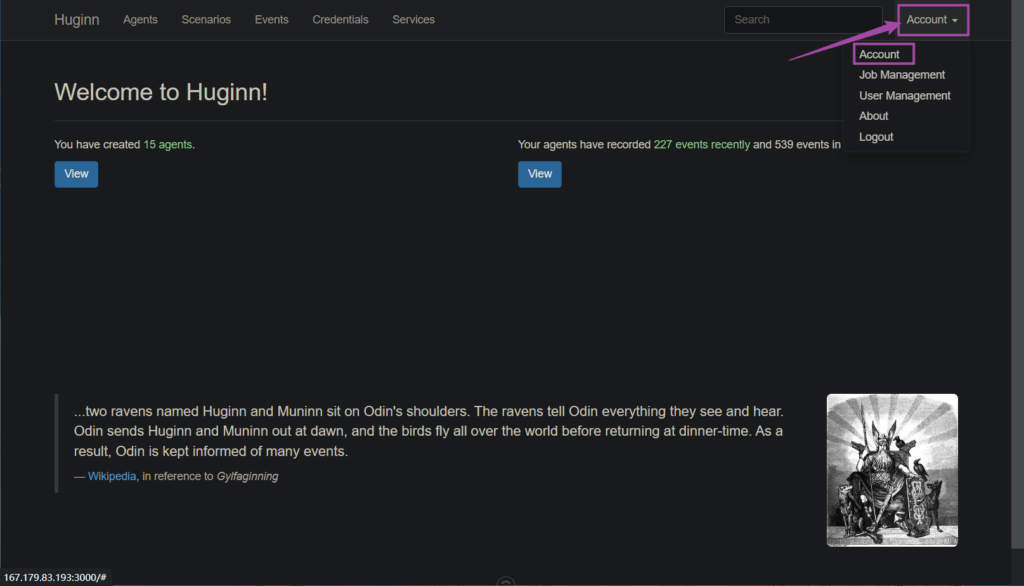 Huginn Agents Scenarios Events Credentials Services Search Account
Account
Job Management
User Management
About
Logout
Welcome to Huginn!
You have created 15 agents.
View
Your agents have recorded 227 events recently and 539 events in
View
...two ravens named Huginn and Muninn sit on Odin's shoulders. The ravens tell Odin everything they see and hear.
Odin sends Huginn and Muninn out at dawn, and the birds fly all over the world before returning at dinner-time. As a
result, Odin is kept informed of many events.
— Wikipedia, in reference to Gylfaginning
167.179.83.193:3000/#